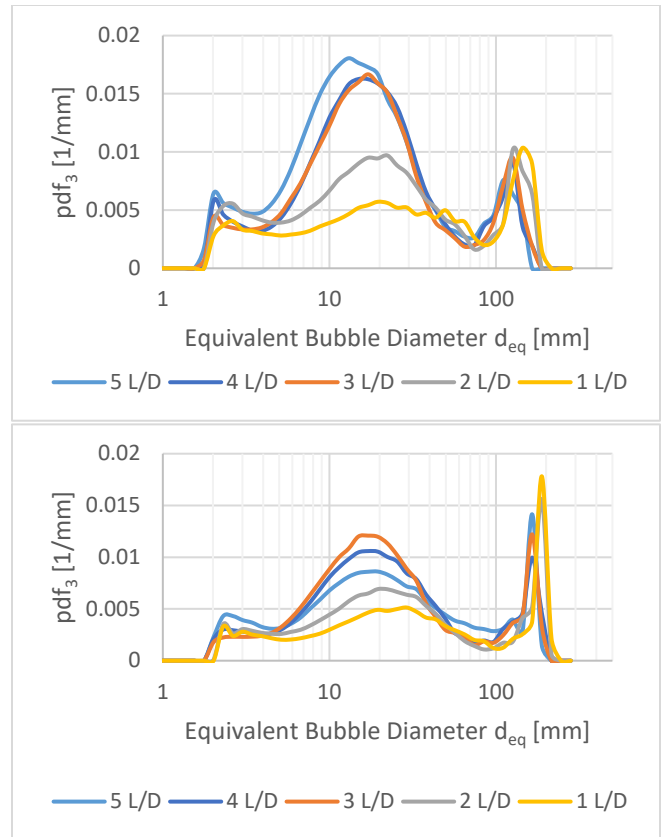 0.02
0.015
0.01
0.005
0
pdf3 [1/mm]
1 10 100
Equivalent Bubble Diameter deq [mm]
5 L/D 4 L/D 3 L/D 2 L/D 1 L/D
0.02
0.015
0.01
0.005
0
pdf3 [1/mm]
1 10 100
Equivalent Bubble Diameter deq [mm]
5 L/D 4 L/D 3 L/D 2 L/D 1 L/D